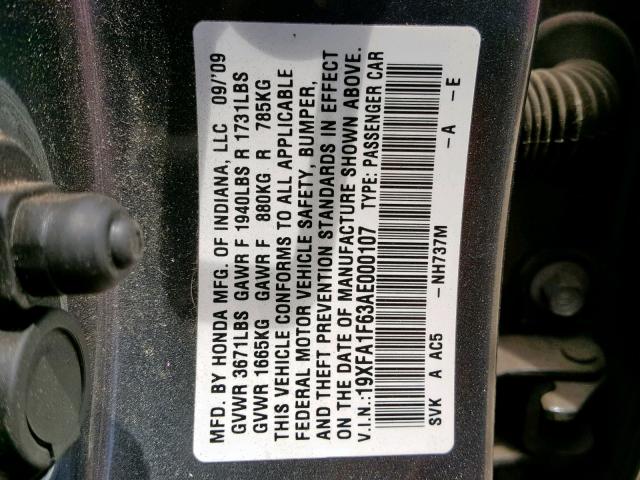 MFD. BY HONDA MFG. OF INDIANA, LLC 09/'09
GVWR 3671LBS GAWR F 1940LBS R 1731LBS
GVWR 1665KG GAWR F 880KG R 785KG
THIS VEHICLE CONFORMS TO ALL APPLICABLE
FEDERAL MOTOR VEHICLE SAFETY, BUMPER,
AND THEFT PREVENTION STANDARDS IN EFFECT
ON THE DATE OF MANUFACTURE SHOWN ABOVE.
V.I.N.:19XFA1F63AE000107 TYPE: PASSENGER CAR
SVK A AC5 -NH737M -A -E